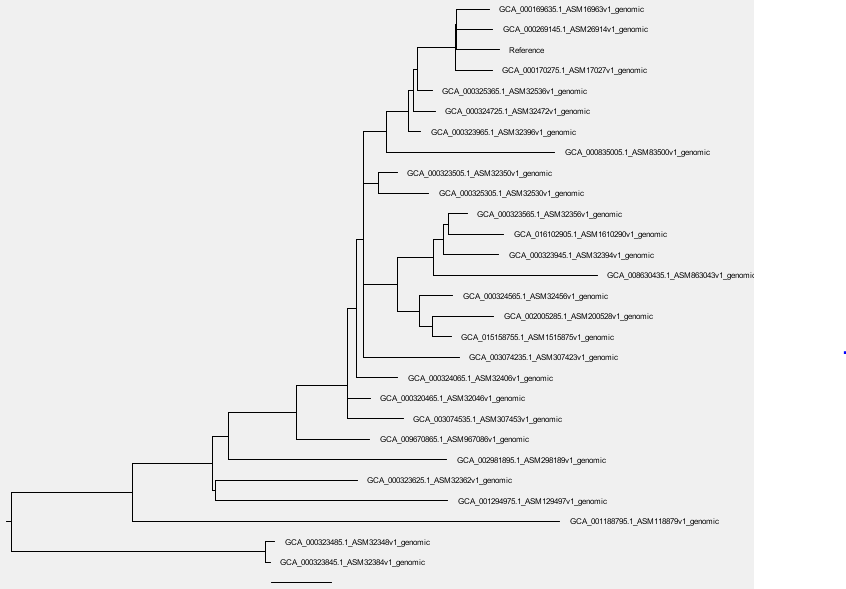 GCA_000169635.1_ASM16963v1_genomic
GCA_000269145.1_ASM26914v1_genomic
Reference
GCA_000170275.1_ASM17027v1_genomic
GCA_000325365.1_ASM32536v1_genomic
GCA_000324725.1_ASM32472v1_genomic
GCA_000323965.1_ASM32396v1_genomic
GCA_000835005.1_ASM83500v1_genomic
GCA_000323505.1_ASM32350v1_genomic
GCA_000325305.1_ASM32530v1_genomic
GCA_000323565.1_ASM32356v1_genomic
GCA_016102905.1_ASM1610290v1_genomic
GCA_000323945.1_ASM32394v1_genomic
GCA_008630435.1_ASM863043v1_genomic
GCA_000324565.1_ASM32456v1_genomic
GCA_002005285.1_ASM200528v1_genomic
GCA_015158755.1_ASM1515875v1_genomic
GCA_003074235.1_ASM307423v1_genomic
GCA_000324065.1_ASM32406v1_genomic
GCA_000320465.1_ASM32046v1_genomic
GCA_003074535.1_ASM307453v1_genomic
GCA_009670865.1_ASM967086v1_genomic
GCA_002981895.1_ASM298189v1_genomic
GCA_000323625.1_ASM32362v1_genomic
GCA_001294975.1_ASM129497v1_genomic
GCA_001188795.1_ASM118879v1_genomic
GCA_000323485.1_ASM32348v1_genomic
GCA_000323845.1_ASM32384v1_genomic